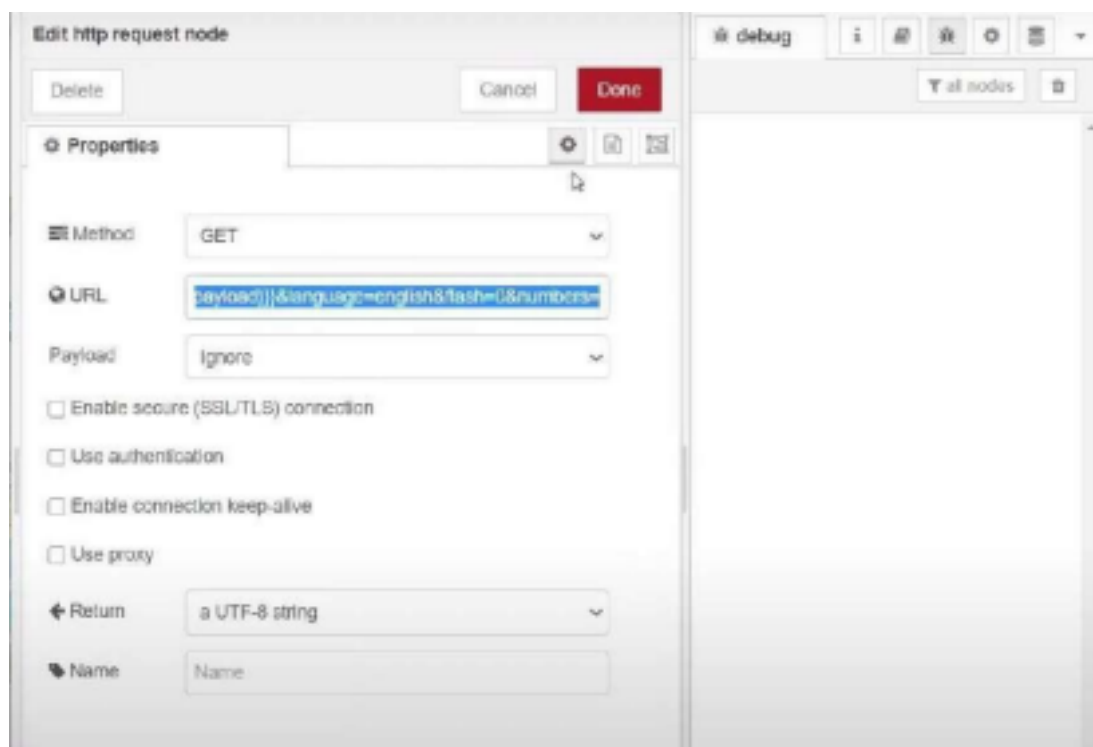 Edit http request node
debug
all nodes
Delete
Cancel
Done
Properties
Method
GET
URL
payload}}}&language=english&flash=0&numbers=
Payload
Ignore
Enable secure (SSL/TLS) connection
Use authentication
Enable connection keep-alive
Use proxy
Return
a UTF-8 string
Name
Name